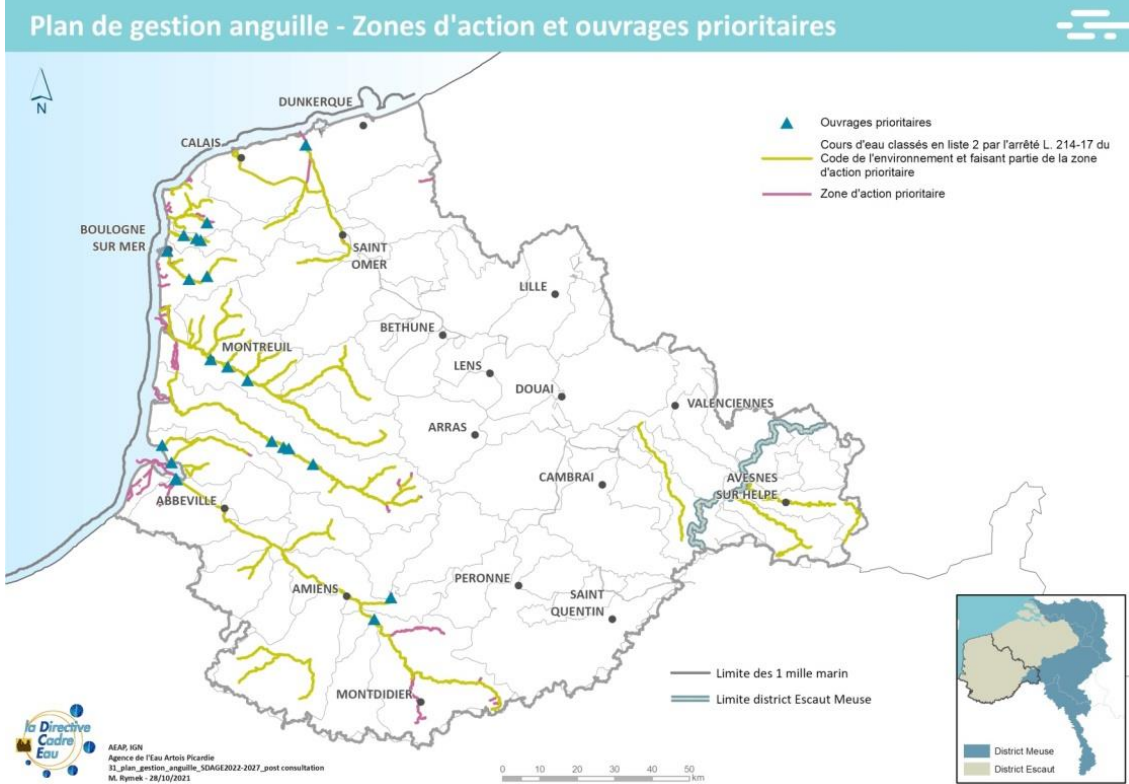 Plan de gestion anguille - Zones d'action et ouvrages prioritaires
N
DUNKERQUE
CALAIS
BOULOGNE
SUR MER
SAINT
OMER
LILLE
BETHUNE
MONTREUIL
LENS
DOUAI
VALENCIENNES
ARRAS
CAMBRAI
AVESNES
SUR HELPE
ABBEVILLE
AMIENS
PERONNE
SAINT
QUENTIN
MONTDIDIER
Ouvrages prioritaires
Cours d'eau classés en liste 2 par l'arrêté L. 214-17 du
Code de l'environnement et faisant partie de la zone
d'action prioritaire
Zone d'action prioritaire
Limite des 1 mille marin
Limite district Escaut Meuse
District Meuse
District Escaut
la Directive
Cadre
Eau
AEAP, IGN
Agence de l'Eau Artois Picardie
31_plan_gestion_anguille_SDAGE2022-2027_post consultation
M. Rymek - 28/10/2021
0 10 20 30 40 50
km